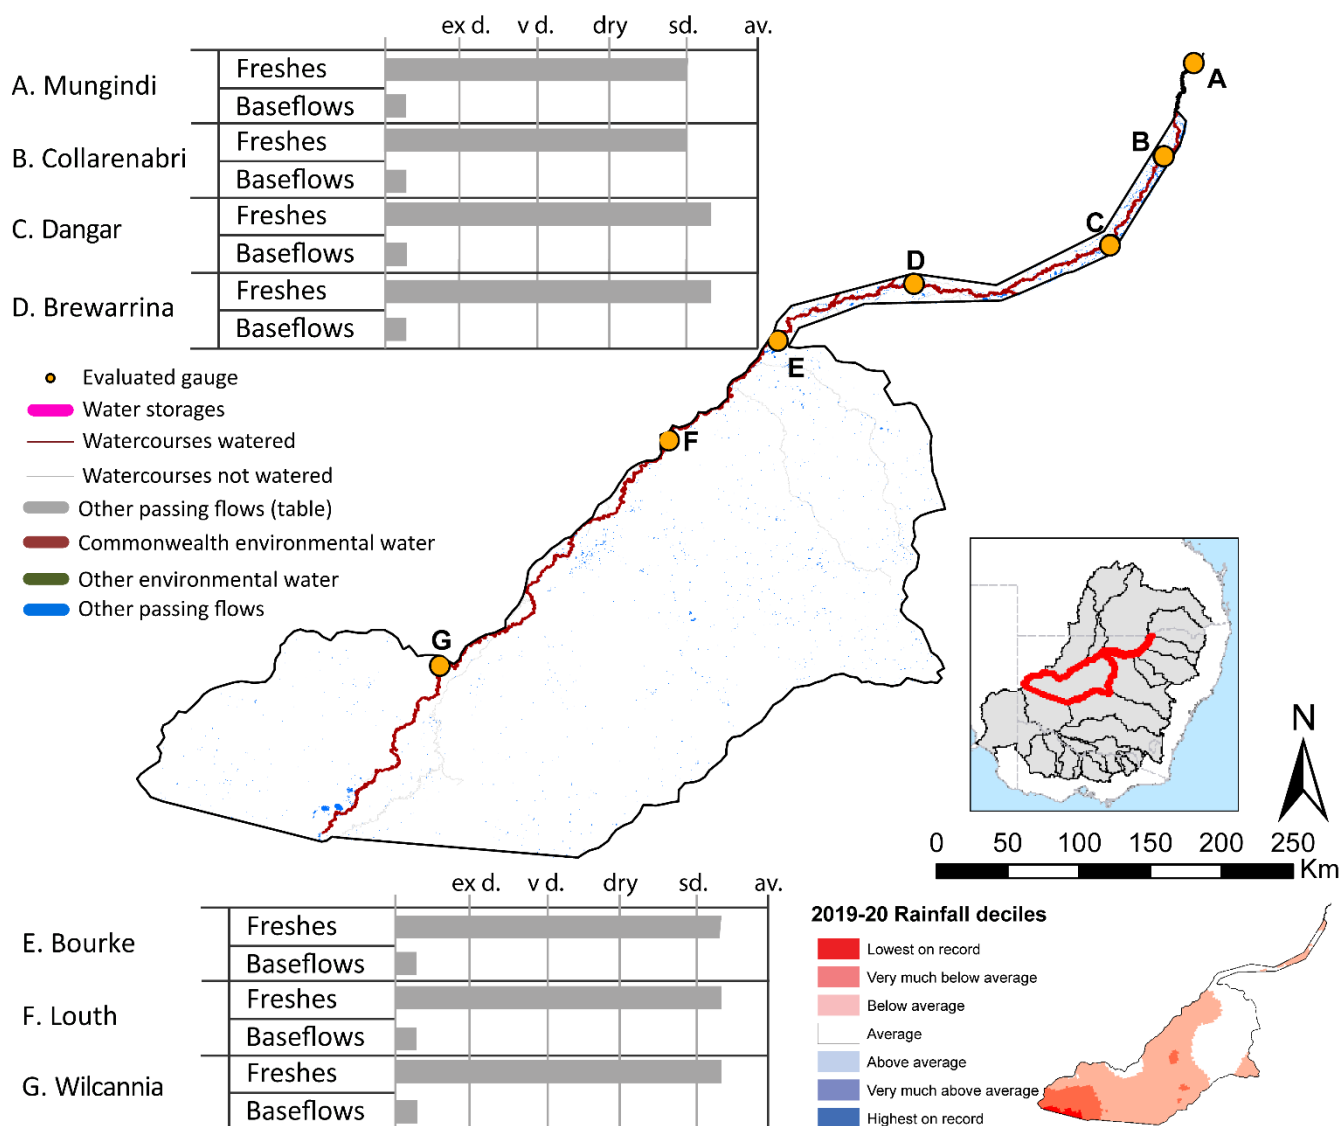 ex d. v d. dry sd. av.
A. Mungindi
Freshes
Baseflows
B. Collarenabri
Freshes
Baseflows
C. Dangar
Freshes
Baseflows
D. Brewarrina
Freshes
Baseflows
Evaluated gauge
Water storages
Watercourses watered
Watercourses not watered
Other passing flows (table)
Commonwealth environmental water
Other environmental water
Other passing flows
A
B
C
D
E
F
G
N
0 50 100 150 200 250
Km
ex d. v d. dry sd. av.
E. Bourke
Freshes
Baseflows
F. Louth
Freshes
Baseflows
G. Wilcannia
Freshes
Baseflows
2019-20 Rainfall deciles
Lowest on record
Very much below average
Below average
Average
Above average
Very much above average
Highest on record